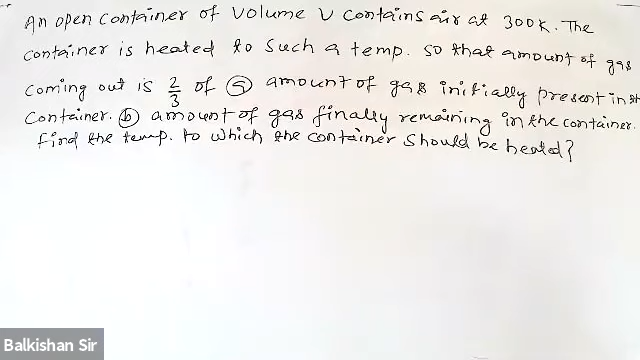 An open container of volume V contains air at 300K. The
container is heated to such a temp. so that amount of gas
coming out is 2/3 of ⓐ amount of gas initially present in th
container. ⓑ amount of gas finally remaining in the container.
find the temp. to which the container should be heated?
Balkishan Sir